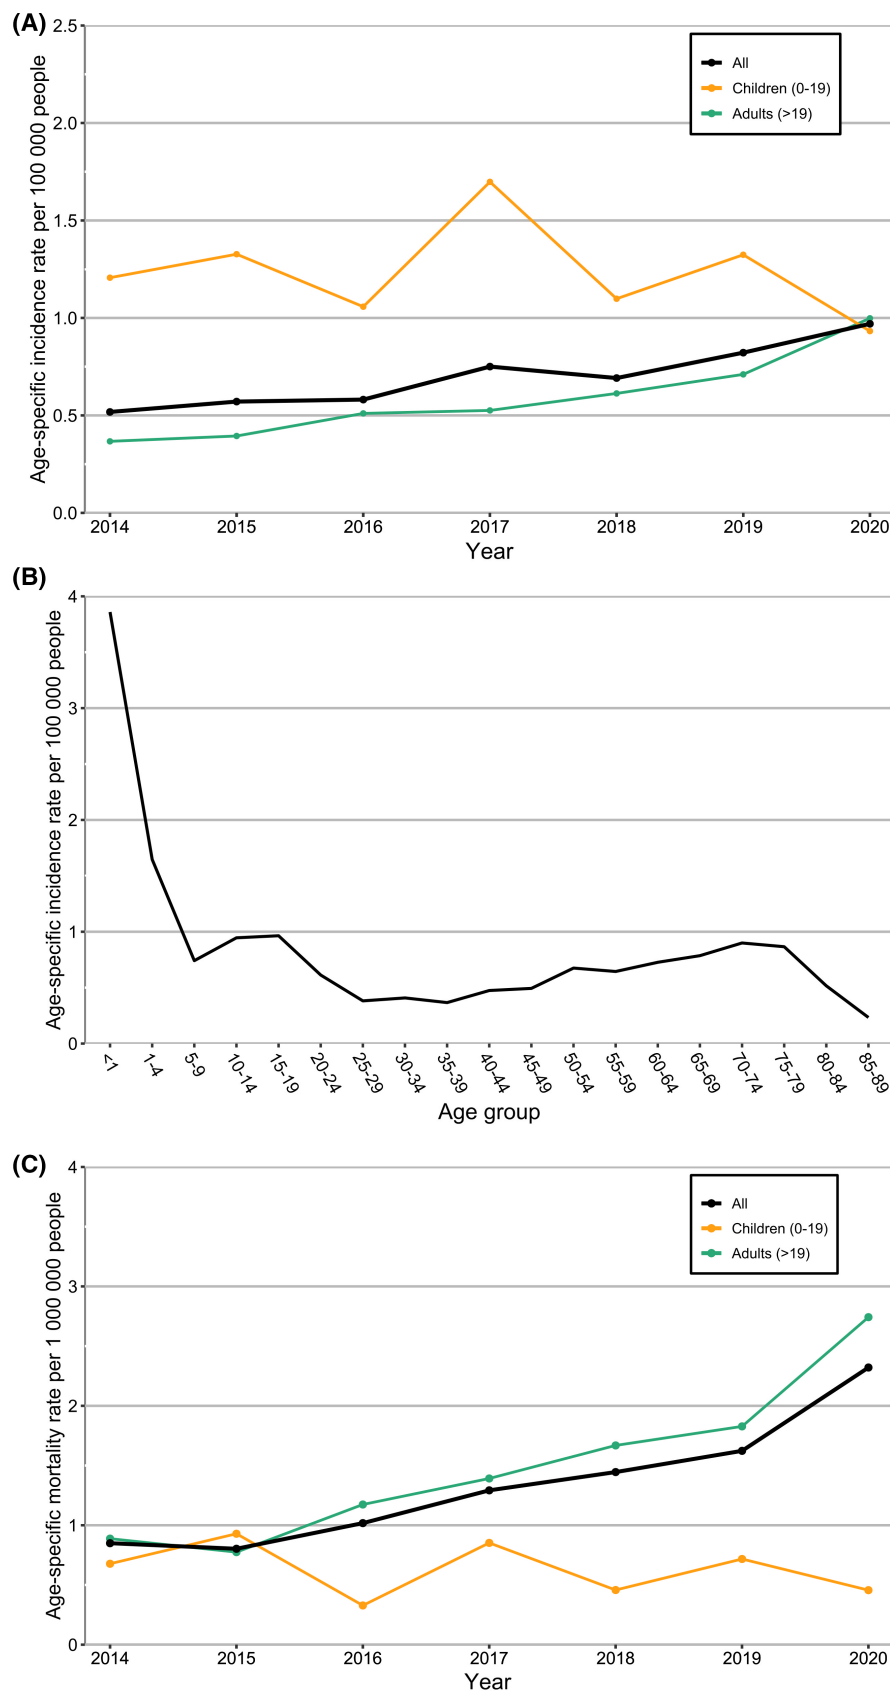 (A)
Age-specific incidence rate per 100 000 people
2.5
2.0
1.5
1.0
0.5
0.0
All
Children (0-19)
Adults (>19)
2014 2015 2016 2017 2018 2019 2020
Year
(B)
Age-specific incidence rate per 100 000 people
4
3
2
1
0
<1 1-4 5-9 10-14 15-19 20-24 25-29 30-34 35-39 40-44 45-49 50-54 55-59 60-64 65-69 70-74 75-79 80-84 85-89
Age group
(C)
Age-specific mortality rate per 1 000 000 people
4
3
2
1
0
All
Children (0-19)
Adults (>19)
2014 2015 2016 2017 2018 2019 2020
Year